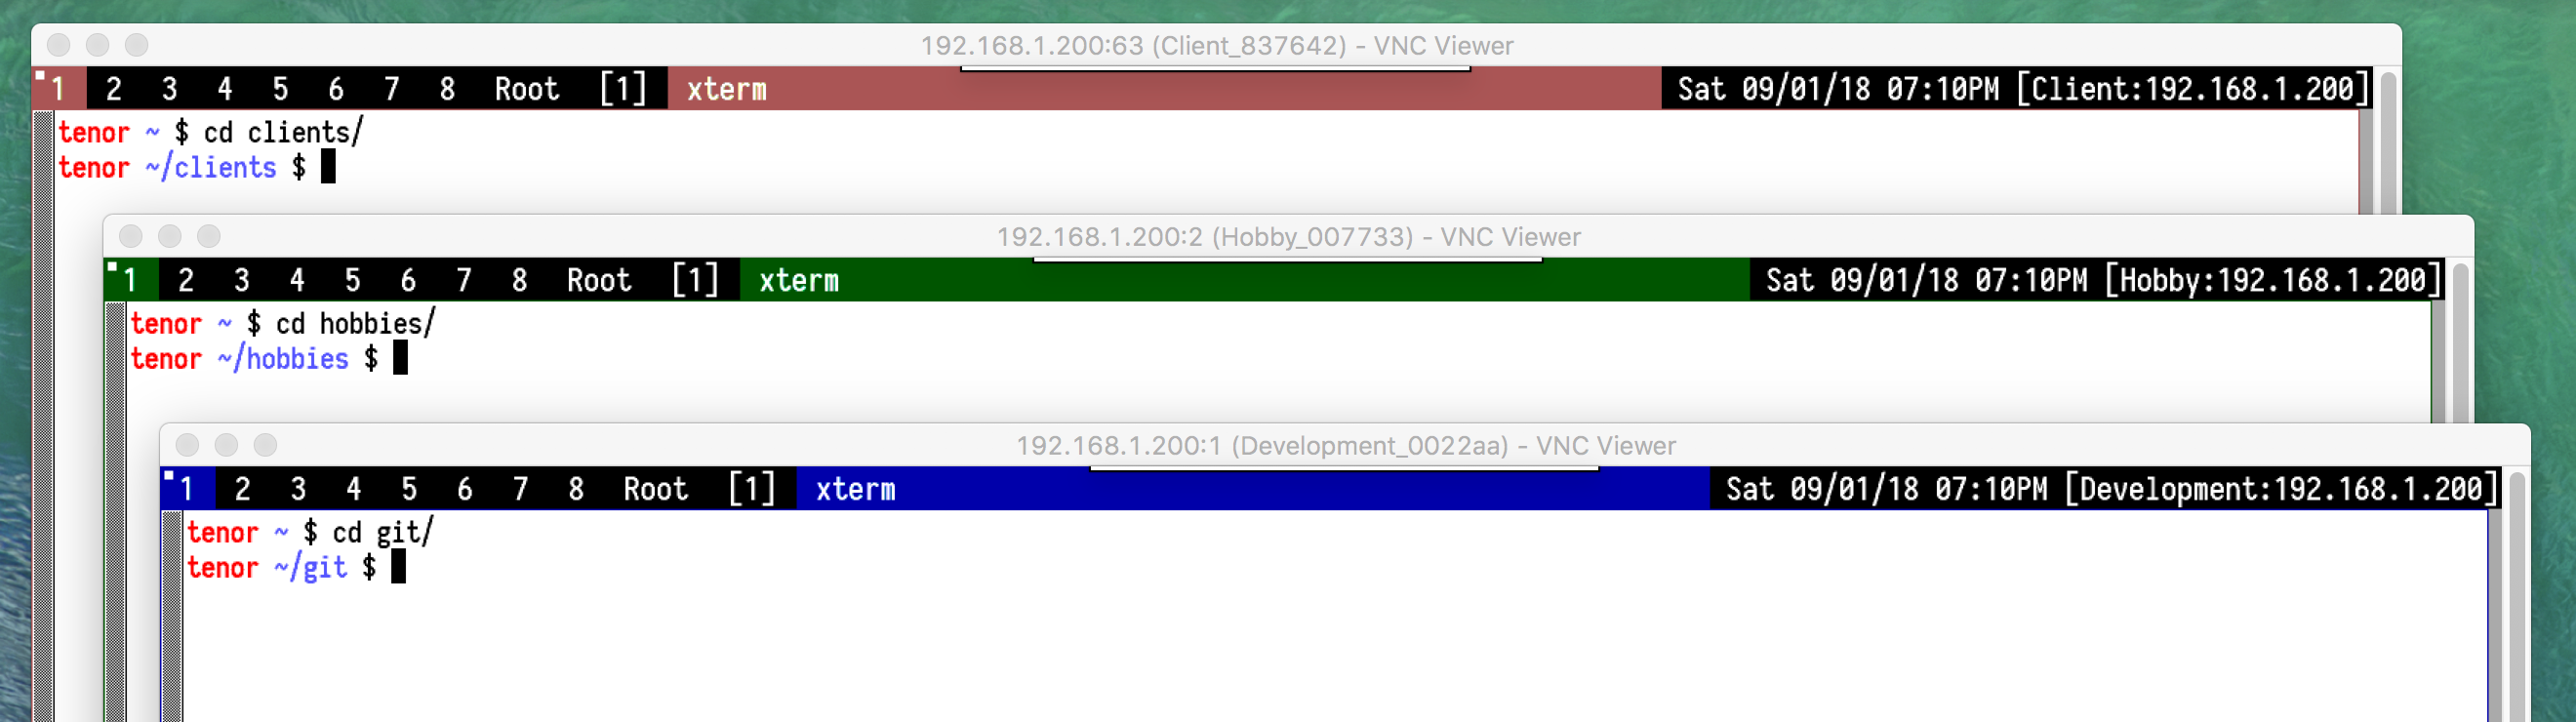 192.168.1.200:63 (Client_837642) - VNC Viewer
1 2 3 4 5 6 7 8 Root [1] xterm Sat 09/01/18 07:10PM [Client:192.168.1.200]
tenor ~ $ cd clients/
tenor ~/clients $
192.168.1.200:2 (Hobby_007733) - VNC Viewer
1 2 3 4 5 6 7 8 Root [1] xterm Sat 09/01/18 07:10PM [Hobby:192.168.1.200]
tenor ~ $ cd hobbies/
tenor ~/hobbies $
192.168.1.200:1 (Development_0022aa) - VNC Viewer
1 2 3 4 5 6 7 8 Root [1] xterm Sat 09/01/18 07:10PM [Development:192.168.1.200]
tenor ~ $ cd git/
tenor ~/git $